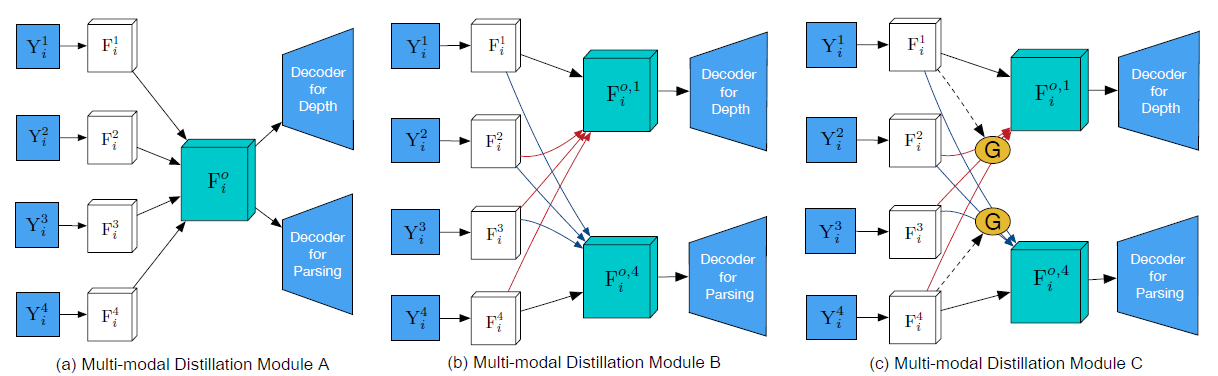 Y_i^1
F_i^1
Y_i^2
F_i^2
Y_i^3
F_i^3
Y_i^4
F_i^4
F_i^o
Decoder
for
Depth
Decoder
for
Parsing
(a) Multi-modal Distillation Module A
Y_i^1
F_i^1
Y_i^2
F_i^2
Y_i^3
F_i^3
Y_i^4
F_i^4
F_i^{o,1}
F_i^{o,4}
Decoder
for
Depth
Decoder
for
Parsing
(b) Multi-modal Distillation Module B
Y_i^1
F_i^1
Y_i^2
F_i^2
Y_i^3
F_i^3
Y_i^4
F_i^4
G
G
F_i^{o,1}
F_i^{o,4}
Decoder
for
Depth
Decoder
for
Parsing
(c) Multi-modal Distillation Module C